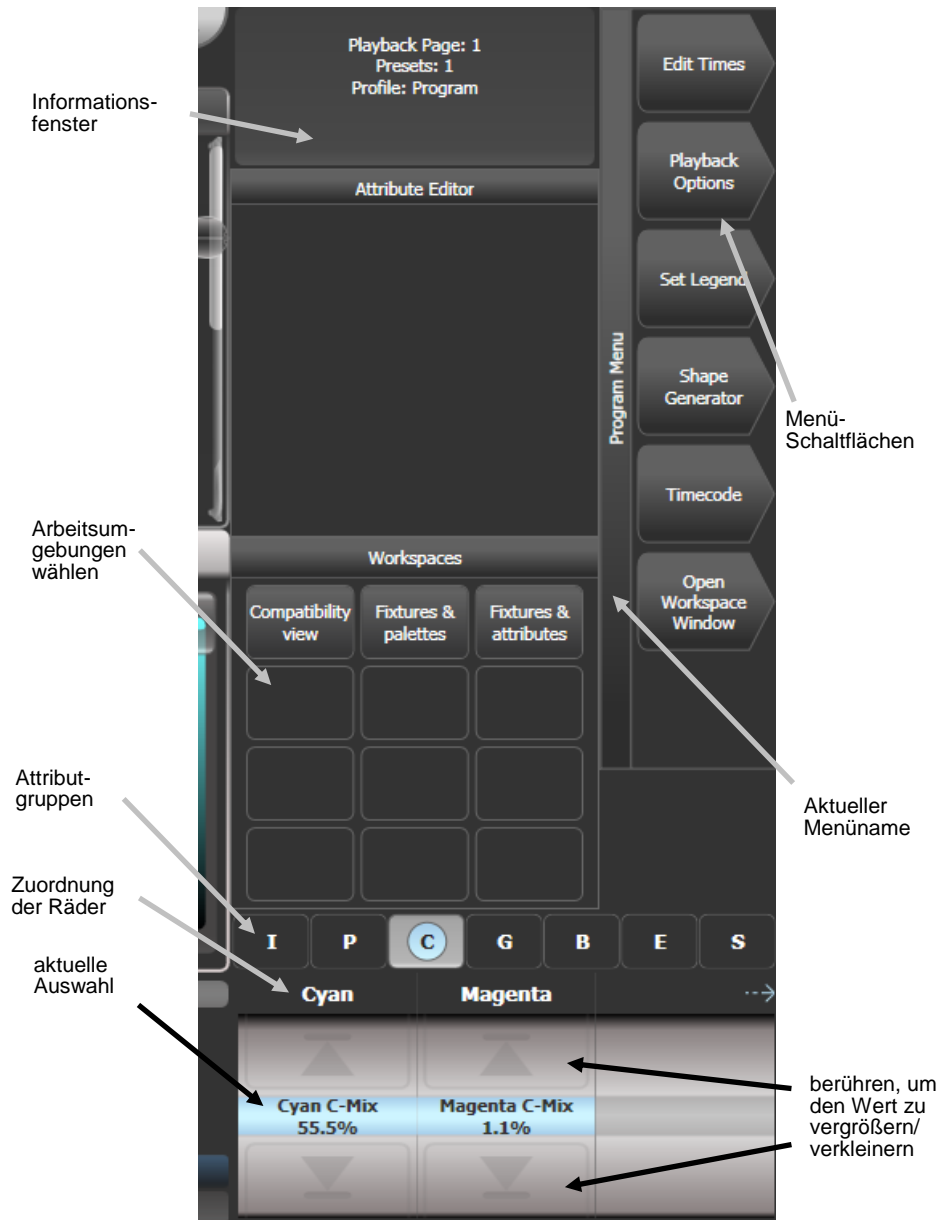 Playback Page: 1
Presets: 1
Profile: Program
Edit Times
Informations-
fenster
Playback
Options
Attribute Editor
Set Legend
Program Menu
Shape
Generator
Menü-
Schaltflächen
Timecode
Arbeitsum-
gebungen
wählen
Workspaces
Open
Workspace
Window
Compatibility
view
Fixtures &
palettes
Fixtures &
attributes
Attribut-
gruppen
Aktueller
Menüname
Zuordnung
der Räder
I P C G B E S
aktuelle
Auswahl
Cyan Magenta
berühren, um
den Wert zu
vergrößern/
verkleinern
Cyan C-Mix
55.5%
Magenta C-Mix
1.1%